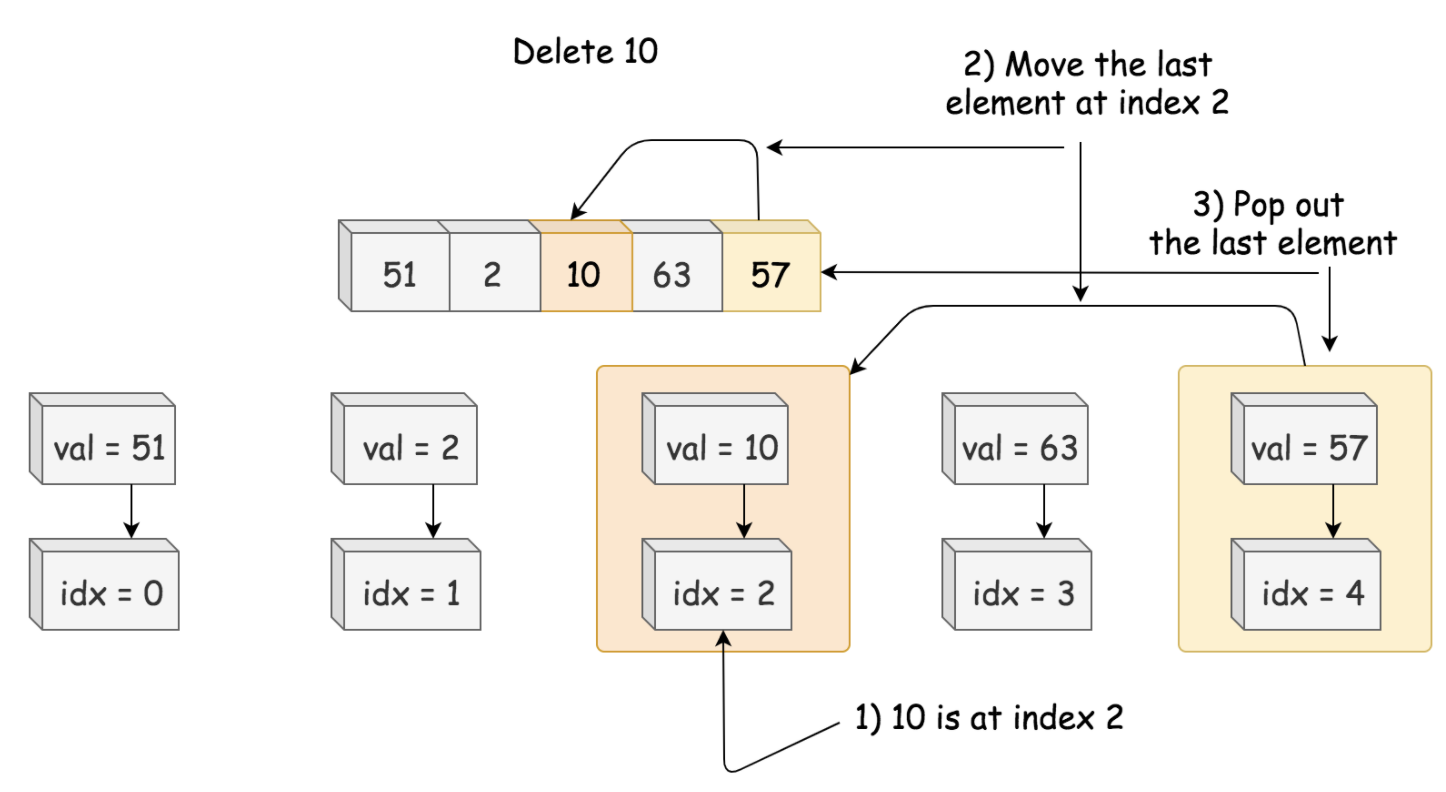 Delete 10
2) Move the last
element at index 2
3) Pop out
the last element
51 2 10 63 57
val = 51 val = 2 val = 10 val = 63 val = 57
idx = 0 idx = 1 idx = 2 idx = 3 idx = 4
1) 10 is at index 2